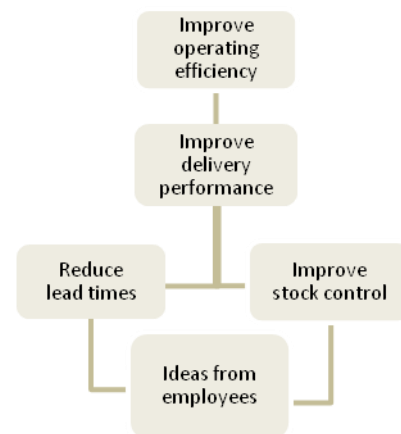 Improve
operating
efficiency
Improve
delivery
performance
Reduce
lead times
Improve
stock control
Ideas from
employees